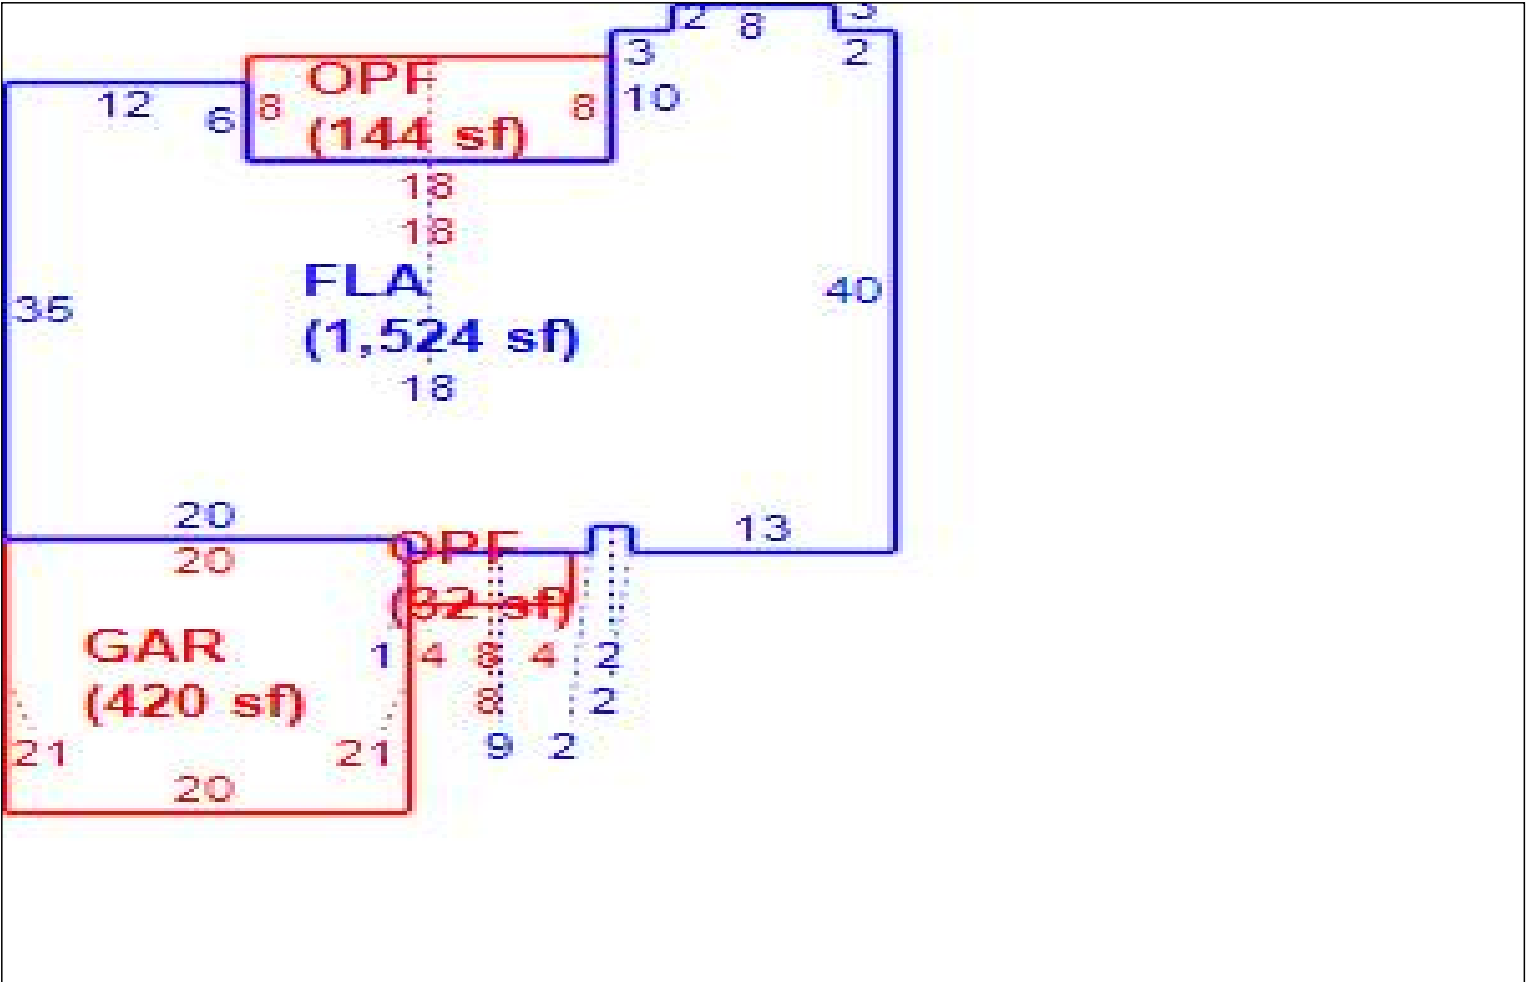 2 8 3
3 2
OPF
12 6 8 8 10
(144 sf)
18
18
FLA
35 40
(1,524 sf)
18
20 13
20 OPF
(32 sf)
GAR
1 4 8 4 2
(420 sf) 8 2
21 21 9 2
20